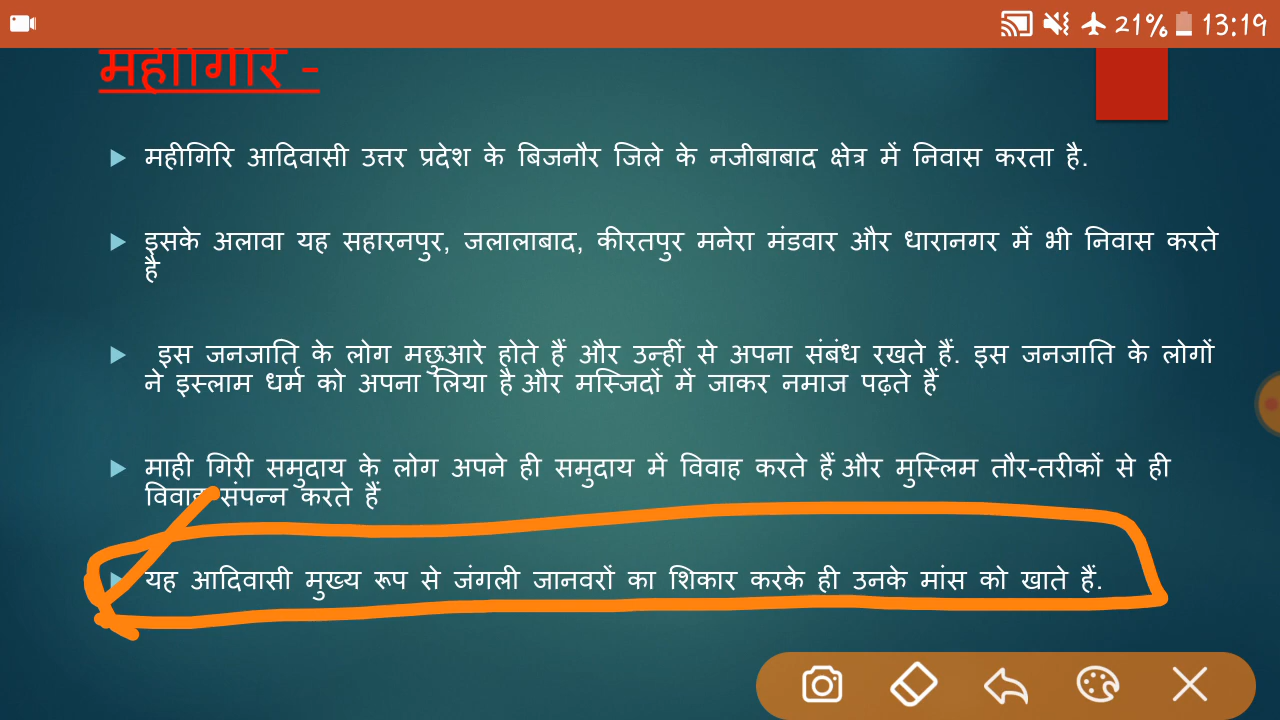 21% 13:19
महीगिरि -
महीगिरि आदिवासी उत्तर प्रदेश के बिजनौर जिले के नजीबाबाद क्षेत्र में निवास करता है.
इसके अलावा यह सहारनपुर, जलालाबाद, कीरतपुर मनेरा मंडवार और धारानगर में भी निवास करते
है
इस जनजाति के लोग मछुआरे होते हैं और उन्हीं से अपना संबंध रखते हैं. इस जनजाति के लोगों
ने इस्लाम धर्म को अपना लिया है और मस्जिदों में जाकर नमाज पढ़ते हैं
माही गिरी समुदाय के लोग अपने ही समुदाय में विवाह करते हैं और मुस्लिम तौर-तरीकों से ही
विवाह संपन्न करते हैं
यह आदिवासी मुख्य रूप से जंगली जानवरों का शिकार करके ही उनके मांस को खाते हैं.